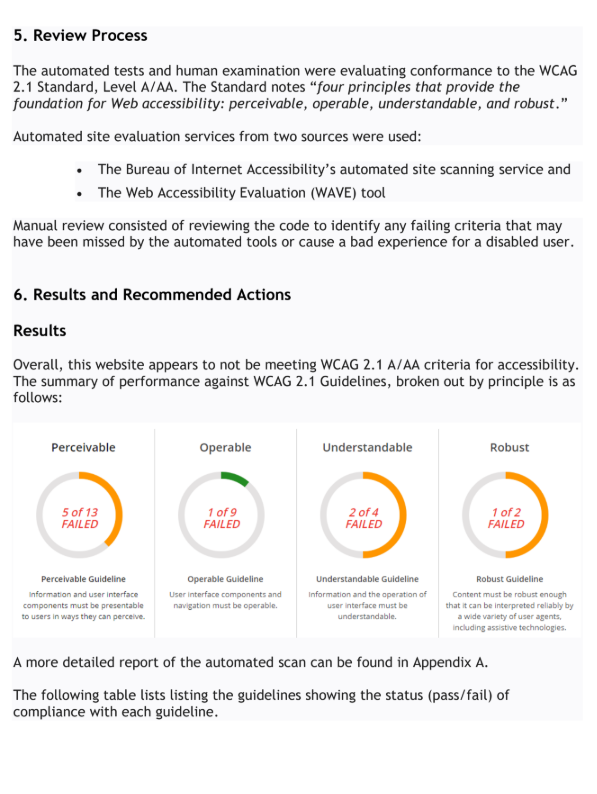 5. Review Process
The automated tests and human examination were evaluating conformance to the WCAG
2.1 Standard, Level A/AA. The Standard notes “four principles that provide the
foundation for Web accessibility: perceivable, operable, understandable, and robust.”
Automated site evaluation services from two sources were used:
• The Bureau of Internet Accessibility’s automated site scanning service and
• The Web Accessibility Evaluation (WAVE) tool
Manual review consisted of reviewing the code to identify any failing criteria that may
have been missed by the automated tools or cause a bad experience for a disabled user.
6. Results and Recommended Actions
Results
Overall, this website appears to not be meeting WCAG 2.1 A/AA criteria for accessibility.
The summary of performance against WCAG 2.1 Guidelines, broken out by principle is as
follows:
Perceivable
5 of 13
FAILED
Perceivable Guideline
Information and user interface
components must be presentable
to users in ways they can perceive.
Operable
1 of 9
FAILED
Operable Guideline
User interface components and
navigation must be operable.
Understandable
2 of 4
FAILED
Understandable Guideline
Information and the operation of
user interface must be
understandable.
Robust
1 of 2
FAILED
Robust Guideline
Content must be robust enough
that it can be interpreted reliably by
a wide variety of user agents,
including assistive technologies.
A more detailed report of the automated scan can be found in Appendix A.
The following table lists listing the guidelines showing the status (pass/fail) of
compliance with each guideline.